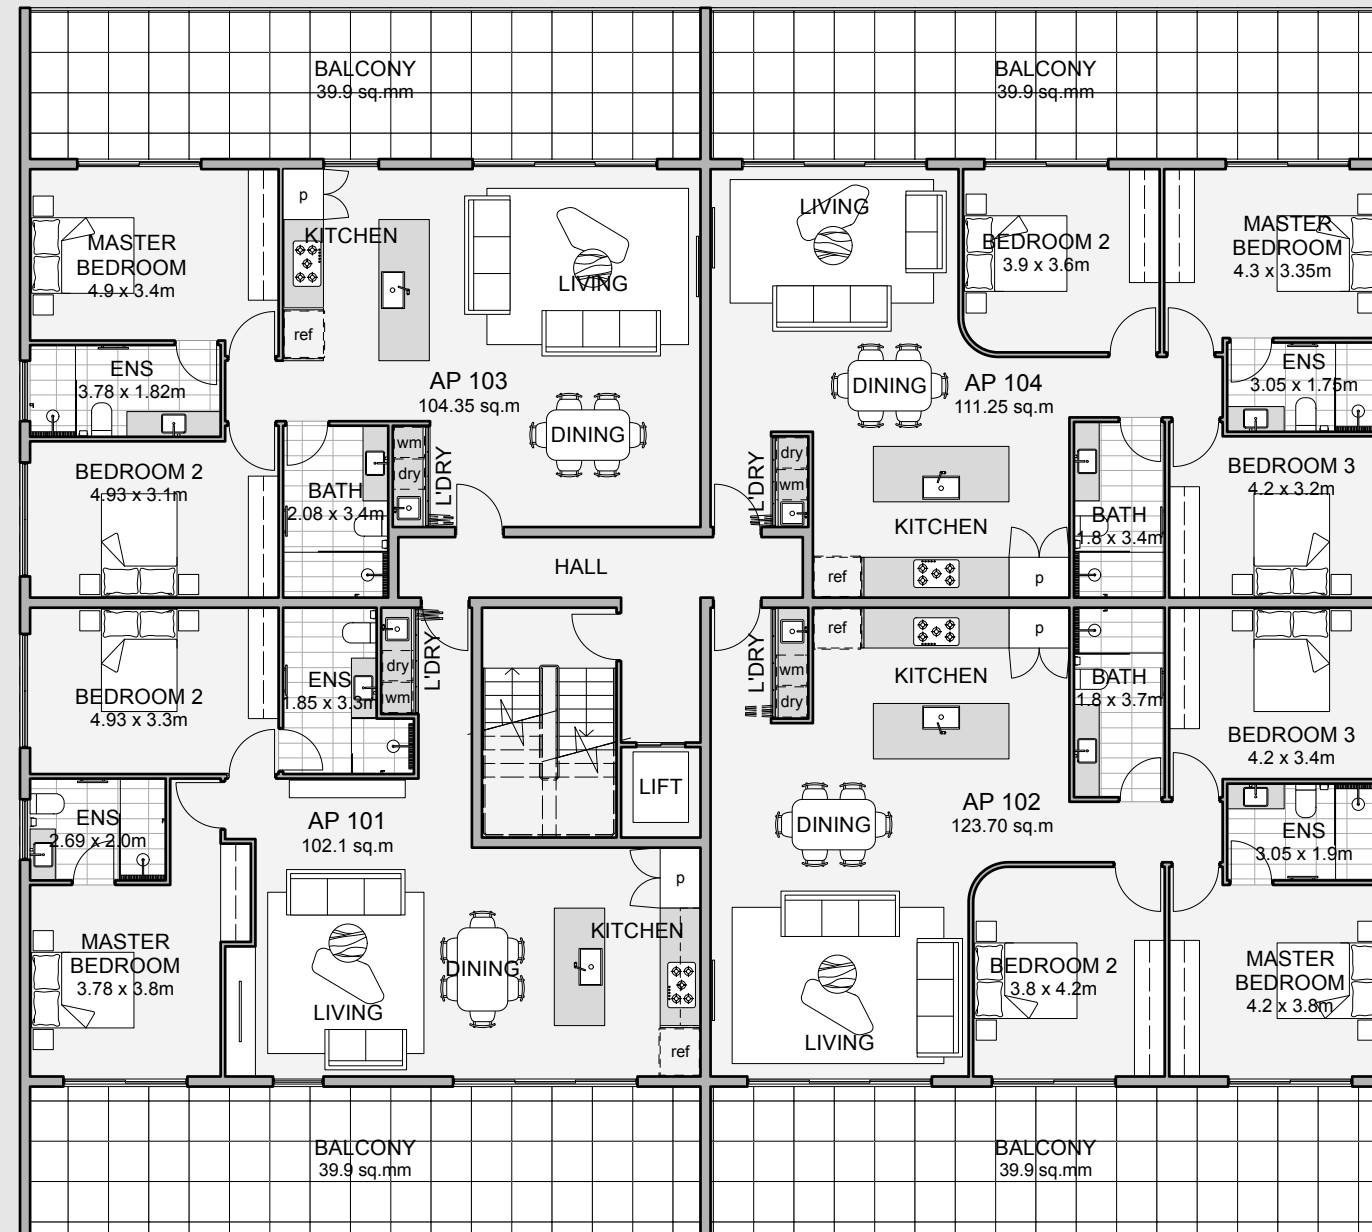 BALCONY
39.9 sq.mm
BALCONY
39.9 sq.mm
p
KITCHEN
ref
LIVING
MASTER
BEDROOM
4.9 x 3.4m
ENS
3.78 x 1.82m
AP 103
104.35 sq.m
DINING
BEDROOM 2
4.93 x 3.1m
BATH
2.08 x 3.4m
wm
dry
L'DRY
LIVING
BEDROOM 2
3.9 x 3.6m
MASTER
BEDROOM
4.3 x 3.35m
DINING
AP 104
111.25 sq.m
ENS
3.05 x 1.75m
L'DRY
dry
wm
KITCHEN
ref
p
BATH
1.8 x 3.4m
BEDROOM 3
4.2 x 3.2m
HALL
BEDROOM 2
4.93 x 3.3m
ENS
1.85 x 3.3m
dry
wm
L'DRY
LIFT
L'DRY
wm
dry
ref
p
KITCHEN
BATH
1.8 x 3.7m
BEDROOM 3
4.2 x 3.4m
ENS
2.69 x 2.0m
AP 101
102.1 sq.m
DINING
AP 102
123.70 sq.m
ENS
3.05 x 1.9m
MASTER
BEDROOM
3.78 x 3.8m
LIVING
DINING
p
KITCHEN
ref
LIVING
BEDROOM 2
3.8 x 4.2m
MASTER
BEDROOM
4.2 x 3.8m
BALCONY
39.9 sq.mm
BALCONY
39.9 sq.mm